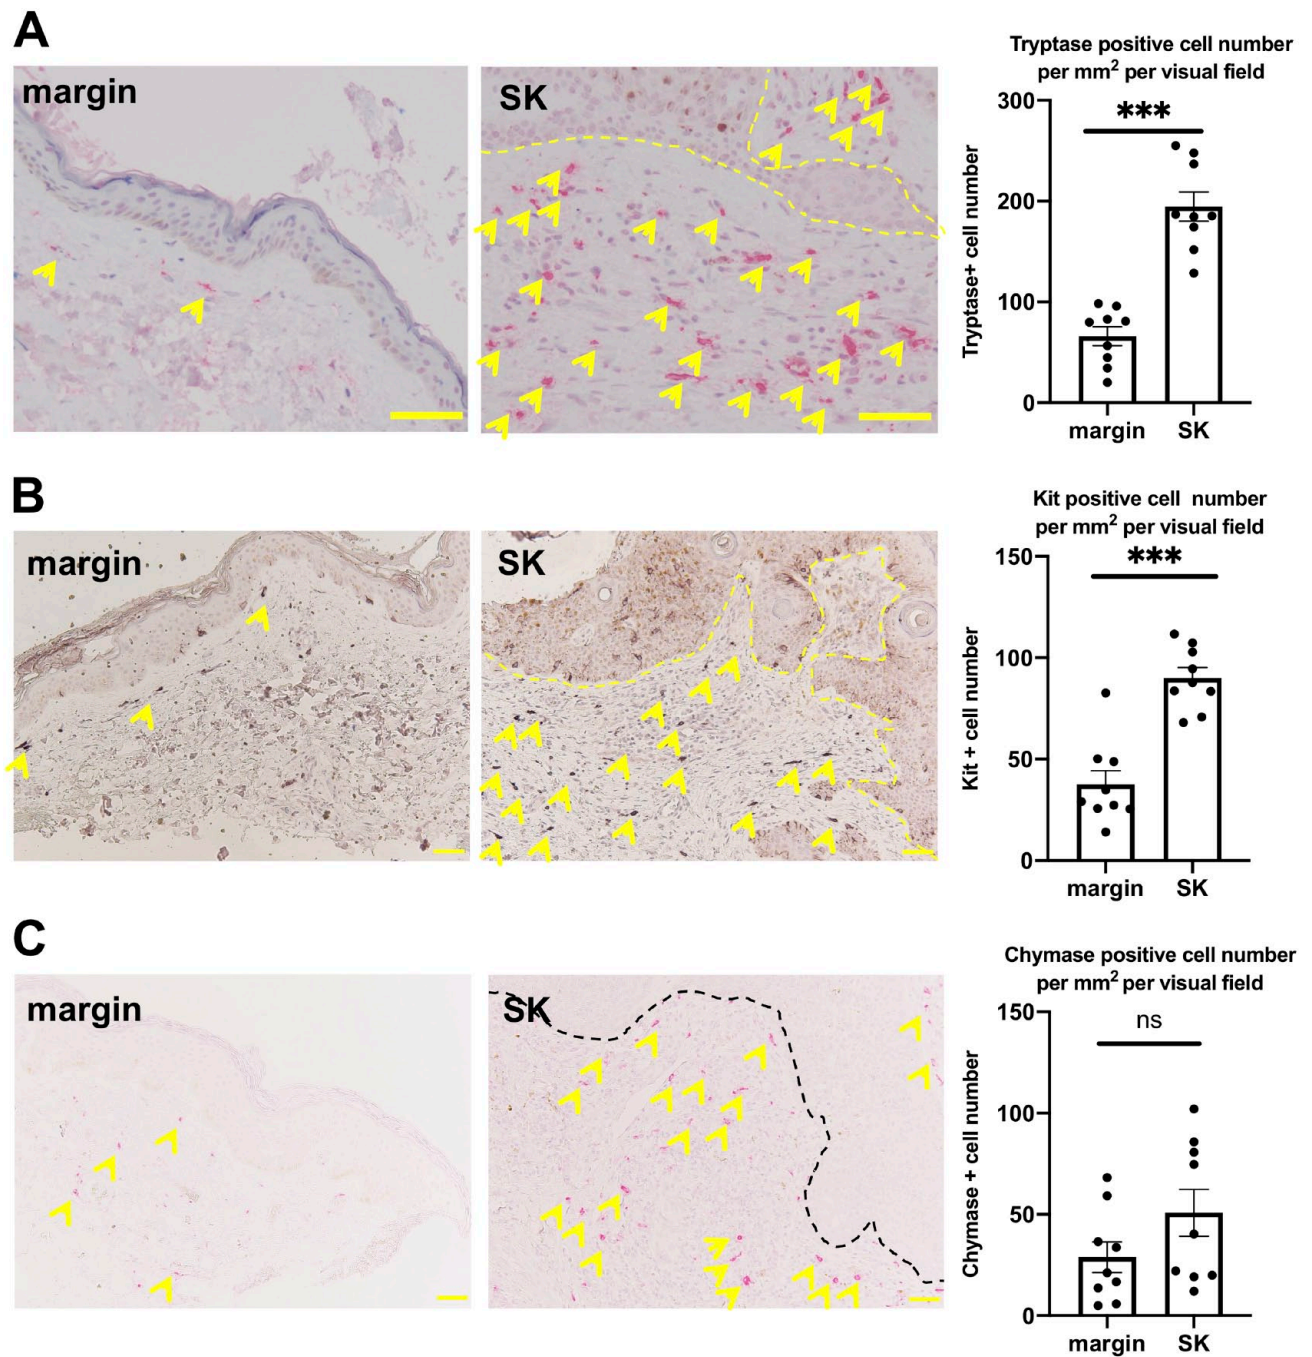 A
margin
SK
Tryptase positive cell number
per mm2 per visual field
Tryptase+ cell number
300
200
100
0
***
margin
SK
B
margin
SK
Kit positive cell number
per mm2 per visual field
Kit + cell number
150
100
50
0
***
margin
SK
C
margin
SK
Chymase positive cell number
per mm2 per visual field
Chymase + cell number
150
100
50
0
ns
margin
SK